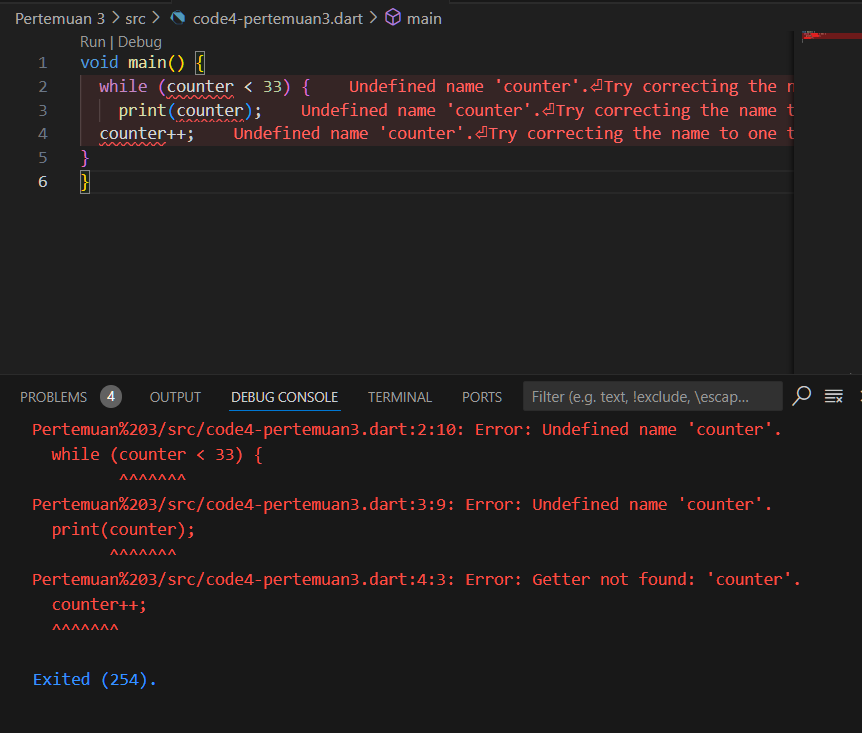 Pertemuan 3 > src > code4-pertemuan3.dart > main
Run | Debug
1 void main() {
2 while (counter < 33) { Undefined name 'counter'.⏎Try correcting the n
3 print(counter); Undefined name 'counter'.⏎Try correcting the name t
4 counter++; Undefined name 'counter'.⏎Try correcting the name to one t
5 }
6 }
PROBLEMS 4 OUTPUT DEBUG CONSOLE TERMINAL PORTS Filter (e.g. text, !exclude, \escap...
Pertemuan%203/src/code4-pertemuan3.dart:2:10: Error: Undefined name 'counter'.
while (counter < 33) {
^^^^^^^
Pertemuan%203/src/code4-pertemuan3.dart:3:9: Error: Undefined name 'counter'.
print(counter);
^^^^^^^
Pertemuan%203/src/code4-pertemuan3.dart:4:3: Error: Getter not found: 'counter'.
counter++;
^^^^^^^
Exited (254).